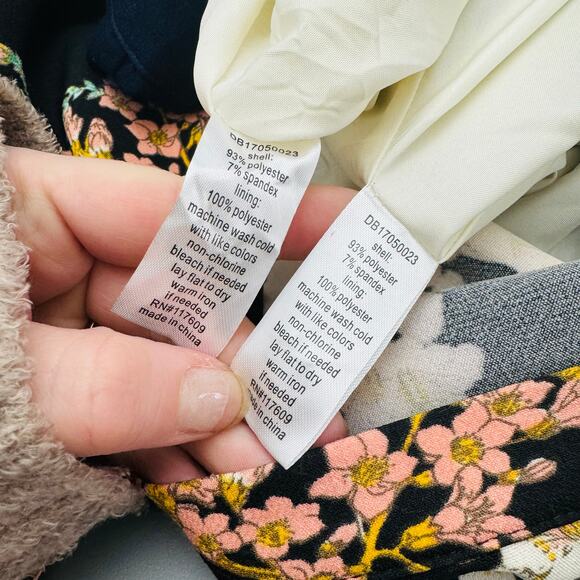 DB17050023
shell:
93% polyester
7% spandex
lining:
100% polyester
machine wash cold
with like colors
non-chlorine
bleach if needed
lay flat to dry
warm iron
if needed
RN#117609
made in china
DB17050023
shell:
93% polyester
7% spandex
lining:
100% polyester
machine wash cold
with like colors
non-chlorine
bleach if needed
lay flat to dry
warm iron
if needed
RN#117609
made in china